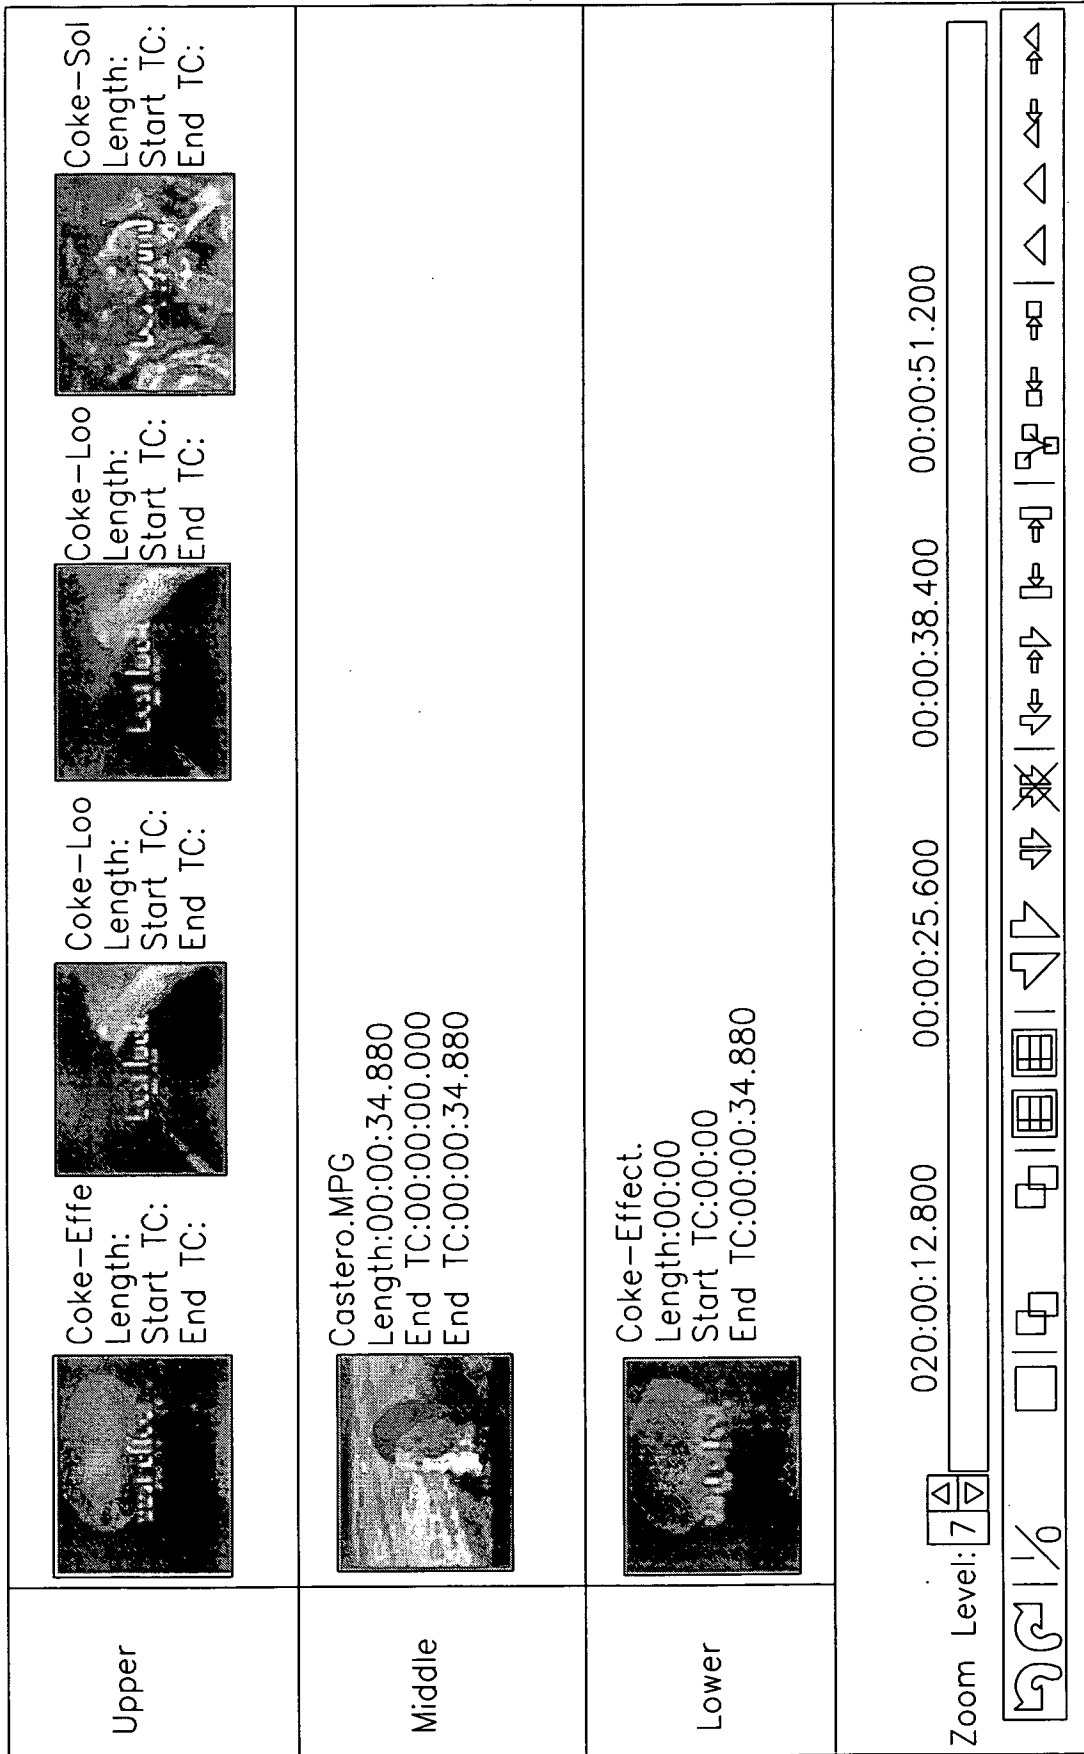 Upper
Coke-Effe
Length:
Start TC:
End TC:
Coke-Loo
Length:
Start TC:
End TC:
Coke-Loo
Length:
Start TC:
End TC:
Coke-Sol
Length:
Start TC:
End TC:
Middle
Castero.MPG
Length:00:00:34.880
End TC:00:00:00.000
End TC:00:00:34.880
Lower
Coke-Effect.
Length:00:00
Start TC:00:00
End TC:00:00:34.880
020:00:12.800
00:00:25.600
00:00:38.400
00:00:51.200
Zoom Level: 7
1/0